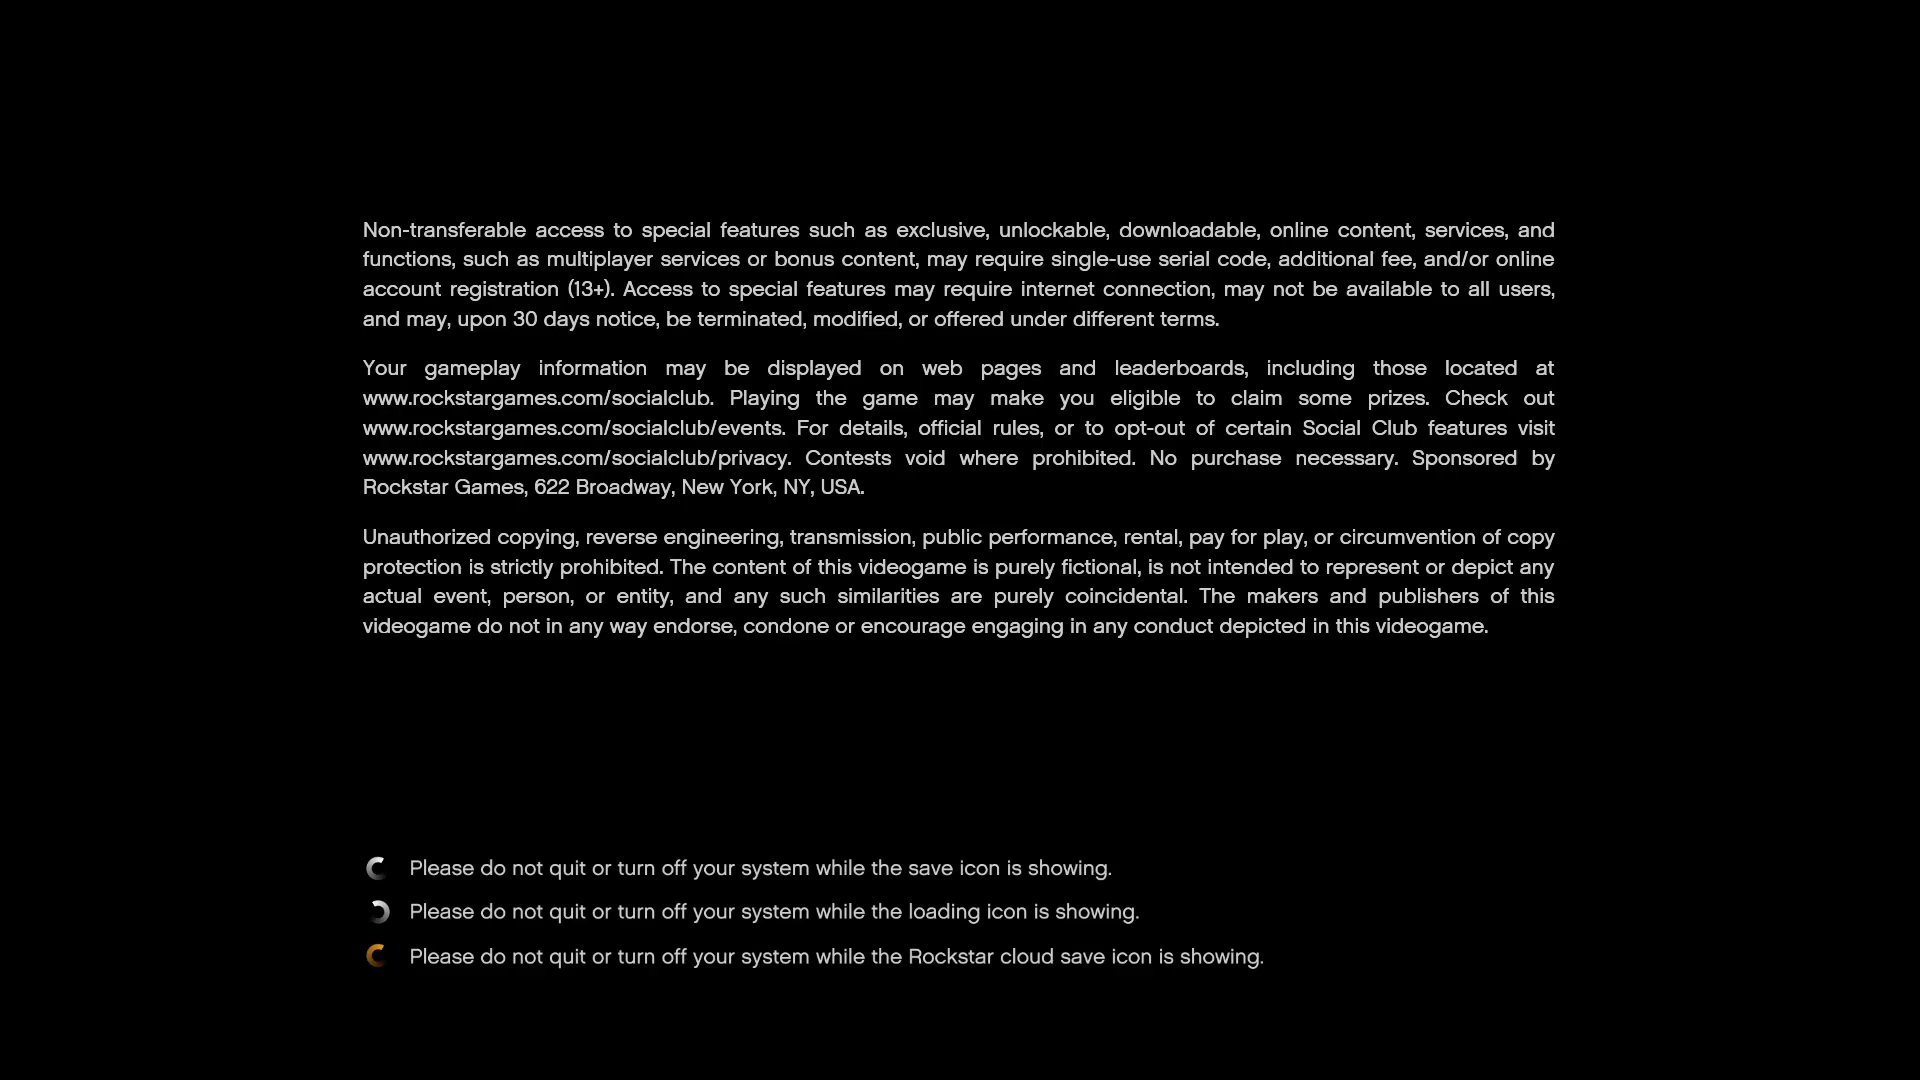 Non-transferable access to special features such as exclusive, unlockable, downloadable, online content, services, and
functions, such as multiplayer services or bonus content, may require single-use serial code, additional fee, and/or online
account registration (13+). Access to special features may require internet connection, may not be available to all users,
and may, upon 30 days notice, be terminated, modified, or offered under different terms.
Your gameplay information may be displayed on web pages and leaderboards, including those located at
www.rockstargames.com/socialclub. Playing the game may make you eligible to claim some prizes. Check out
www.rockstargames.com/socialclub/events. For details, official rules, or to opt-out of certain Social Club features visit
www.rockstargames.com/socialclub/privacy. Contests void where prohibited. No purchase necessary. Sponsored by
Rockstar Games, 622 Broadway, New York, NY, USA.
Unauthorized copying, reverse engineering, transmission, public performance, rental, pay for play, or circumvention of copy
protection is strictly prohibited. The content of this videogame is purely fictional, is not intended to represent or depict any
actual event, person, or entity, and any such similarities are purely coincidental. The makers and publishers of this
videogame do not in any way endorse, condone or encourage engaging in any conduct depicted in this videogame.
Please do not quit or turn off your system while the save icon is showing.
Please do not quit or turn off your system while the loading icon is showing.
Please do not quit or turn off your system while the Rockstar cloud save icon is showing.